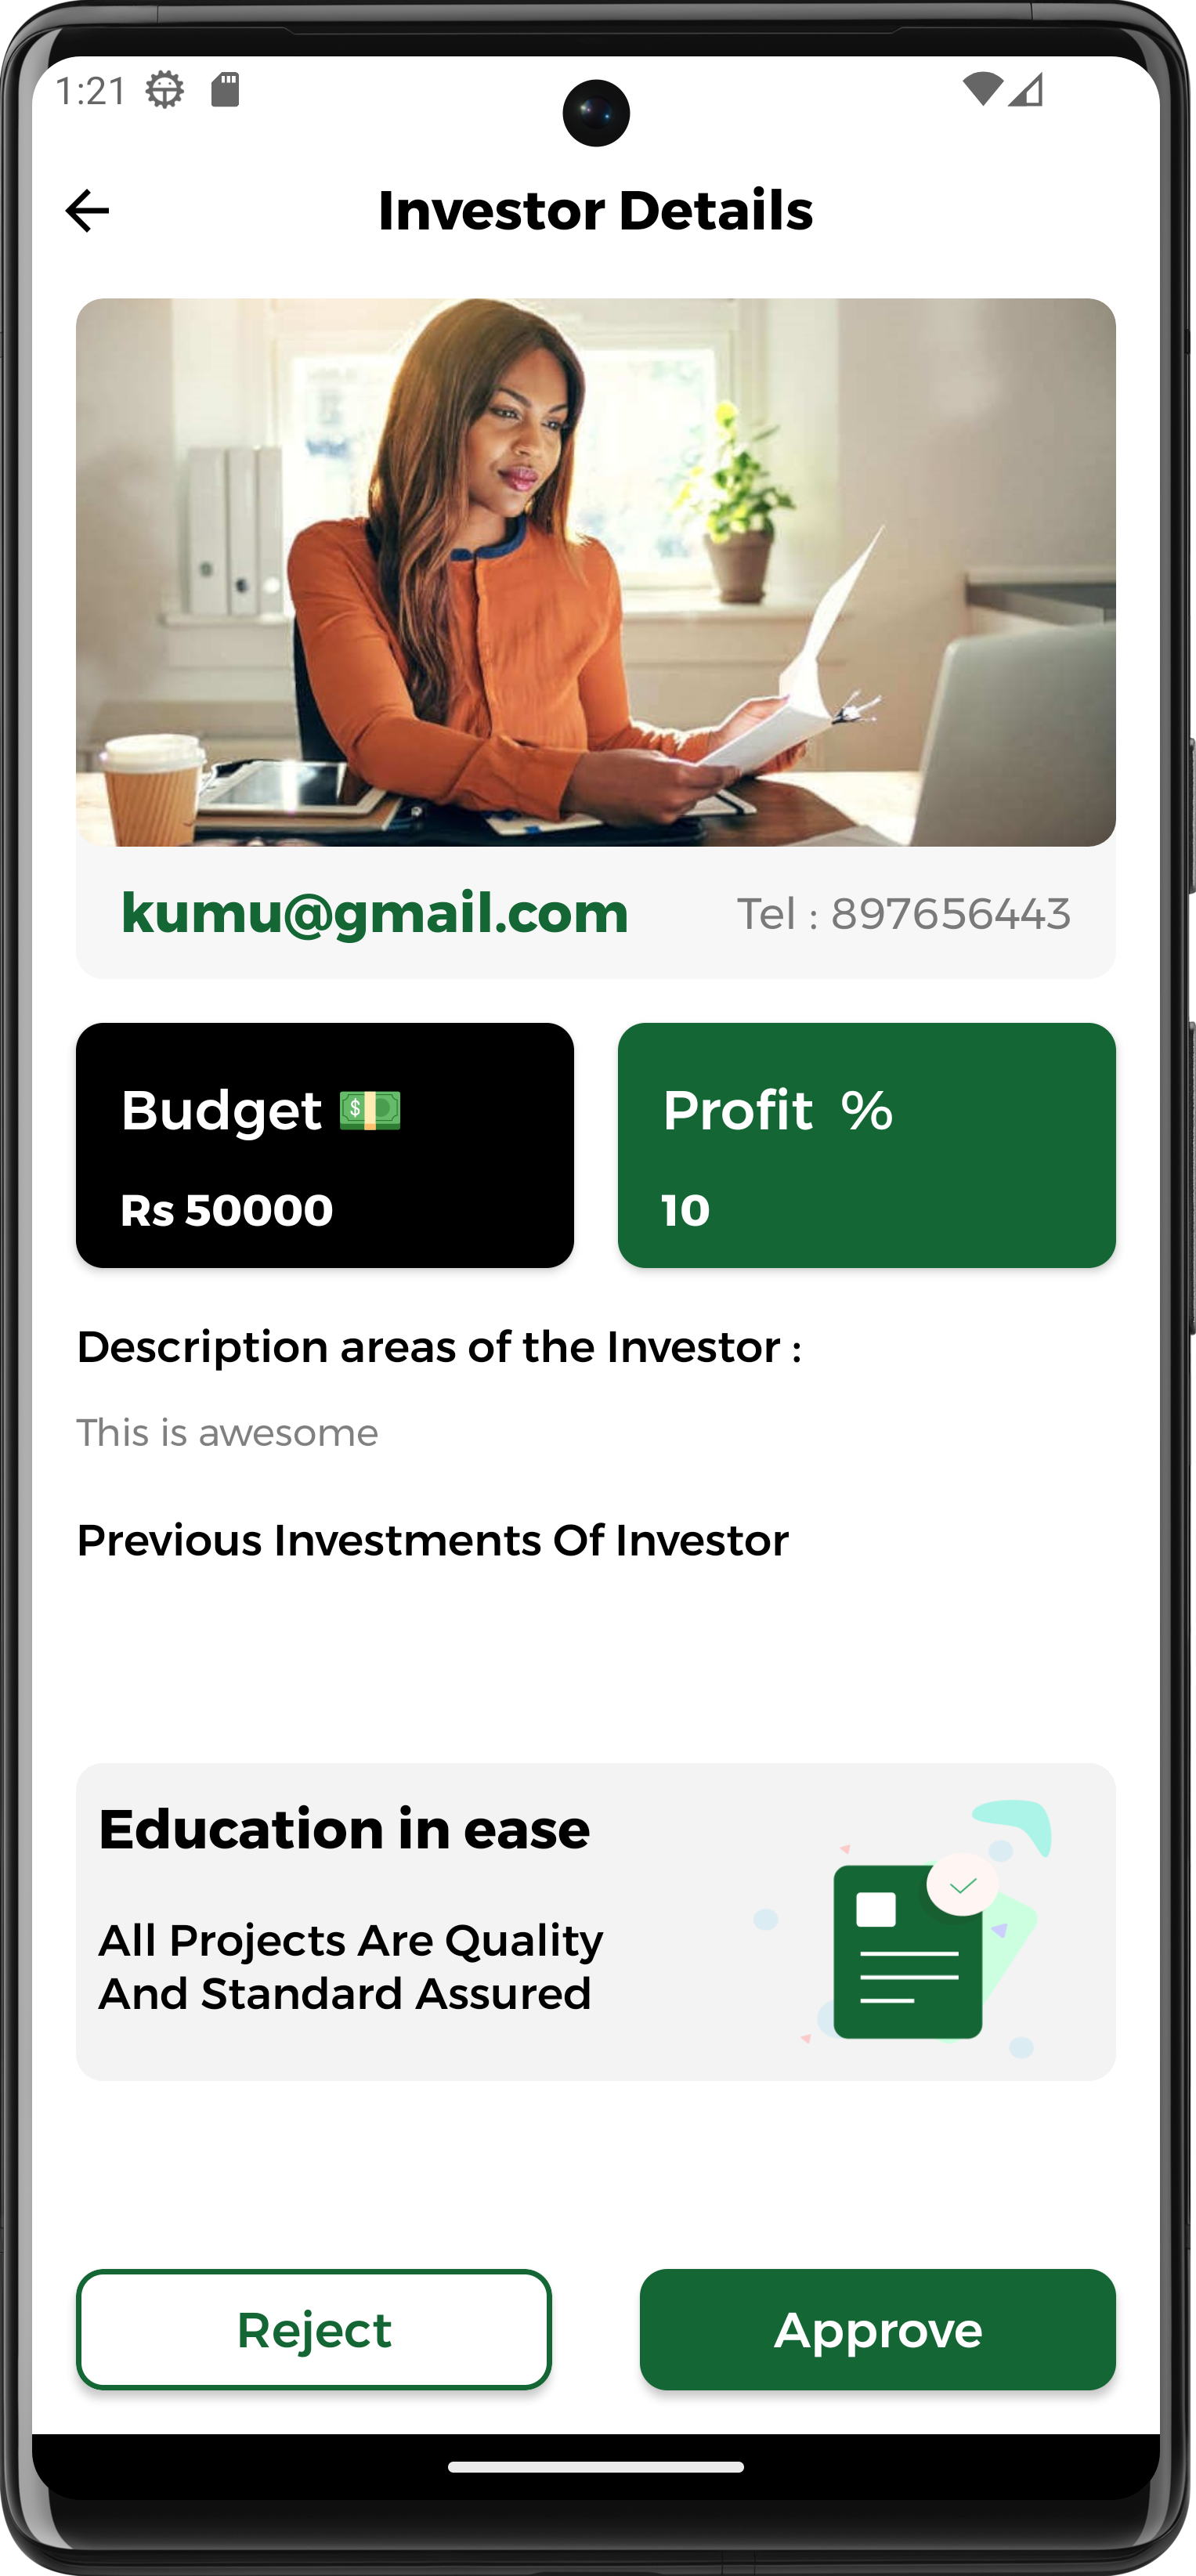 1:21
Investor Details
kumu@gmail.com
Tel : 897656443
Budget 💵
Profit %
Rs 50000
10
Description areas of the Investor :
This is awesome
Previous Investments Of Investor
Education in ease
All Projects Are Quality
And Standard Assured
Reject
Approve